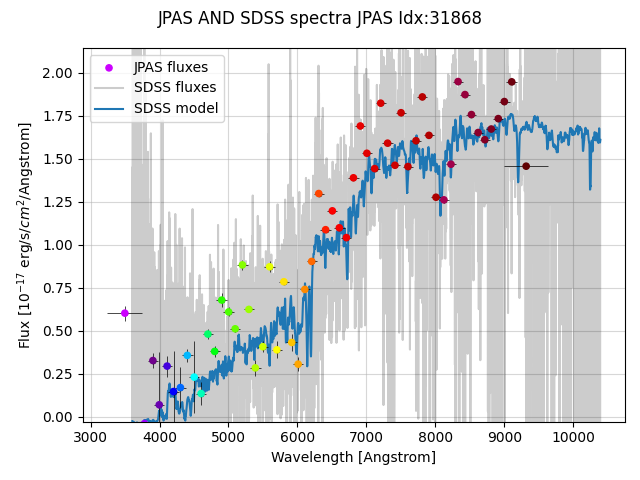 JPAS AND SDSS spectra JPAS Idx:31868
JPAS fluxes
SDSS fluxes
SDSS model
2.00
1.75
1.50
1.25
1.00
0.75
0.50
0.25
0.00
Flux [10⁻¹⁷ erg/s/cm²/Angstrom]
3000 4000 5000 6000 7000 8000 9000 10000
Wavelength [Angstrom]